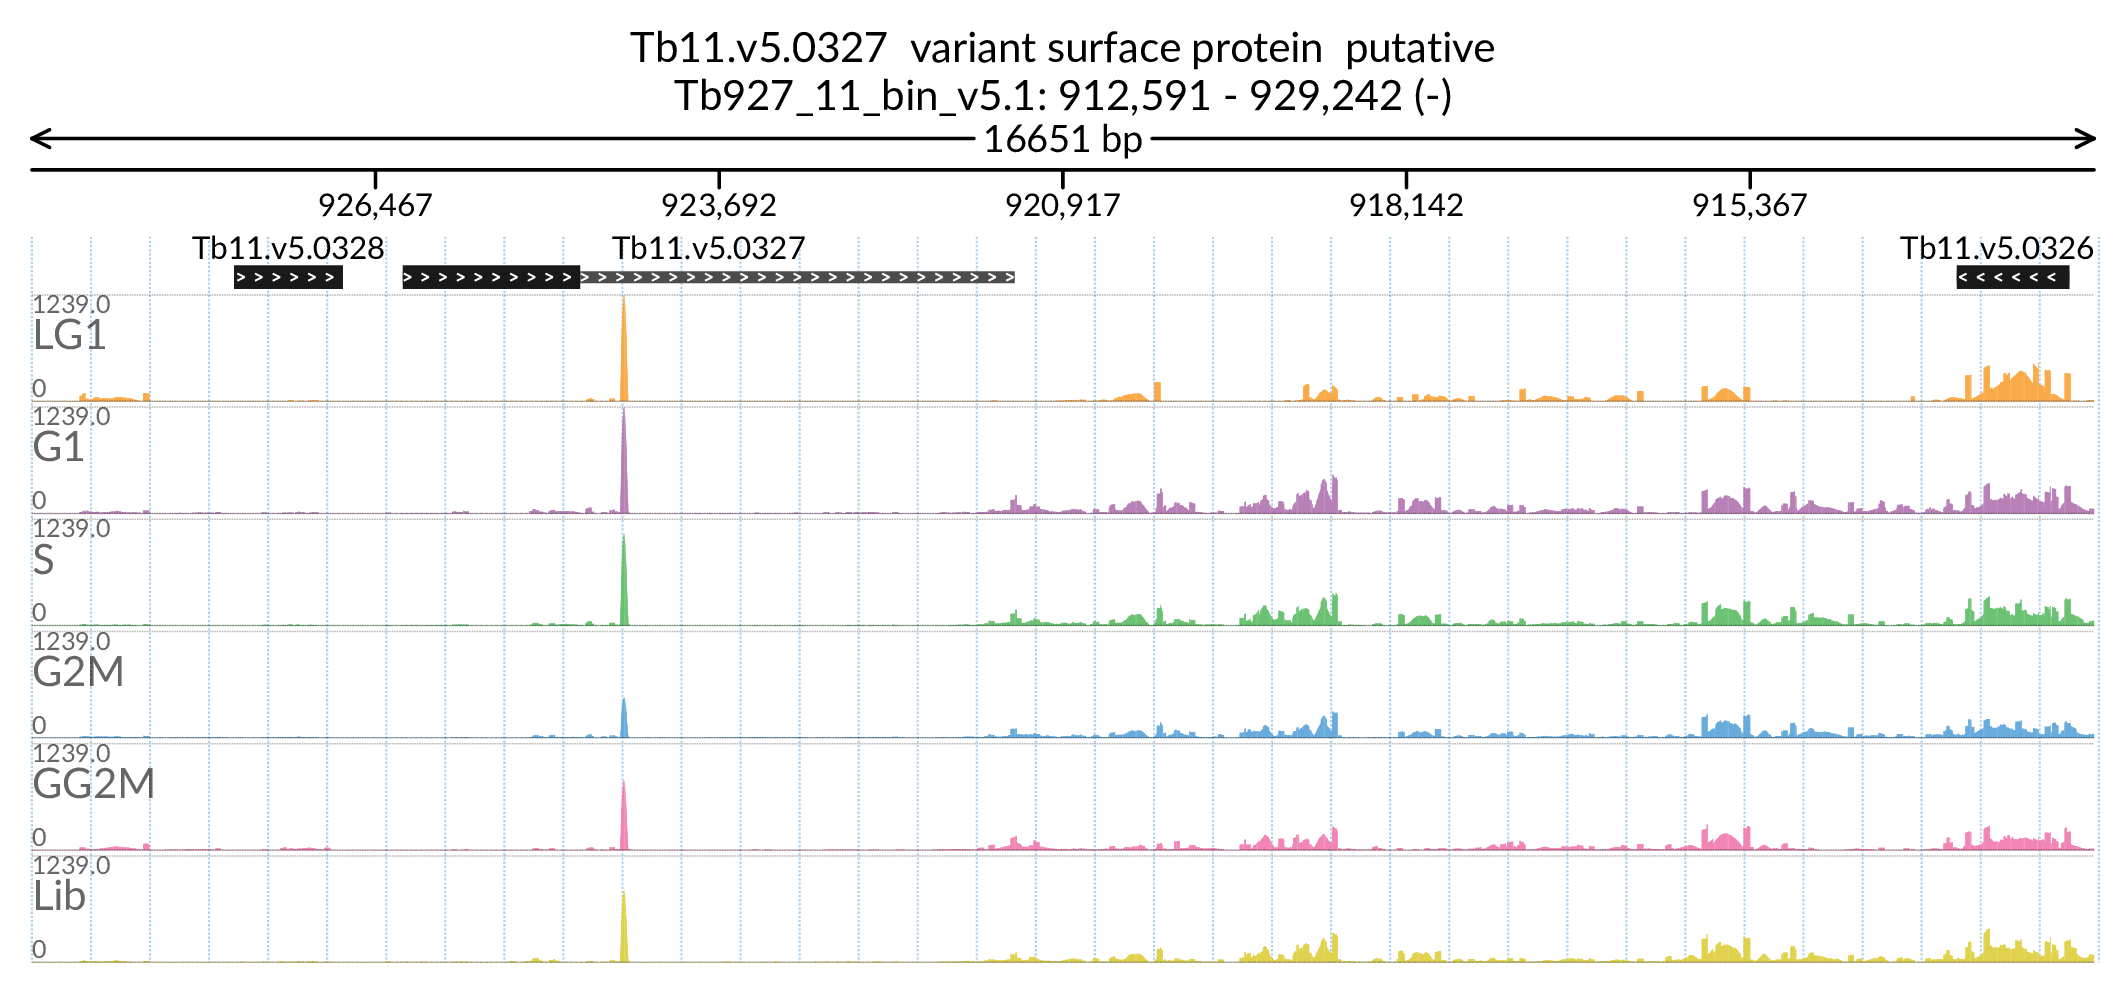 Tb11.v5.0327 variant surface protein putative
Tb927_11_bin_v5.1: 912,591 - 929,242 (-)
16651 bp
926,467 923,692 920,917 918,142 915,367
Tb11.v5.0328 Tb11.v5.0327 Tb11.v5.0326
1239.0
LG1
0
1239.0
G1
0
1239.0
S
0
1239.0
G2M
0
1239.0
GG2M
0
1239.0
Lib
0